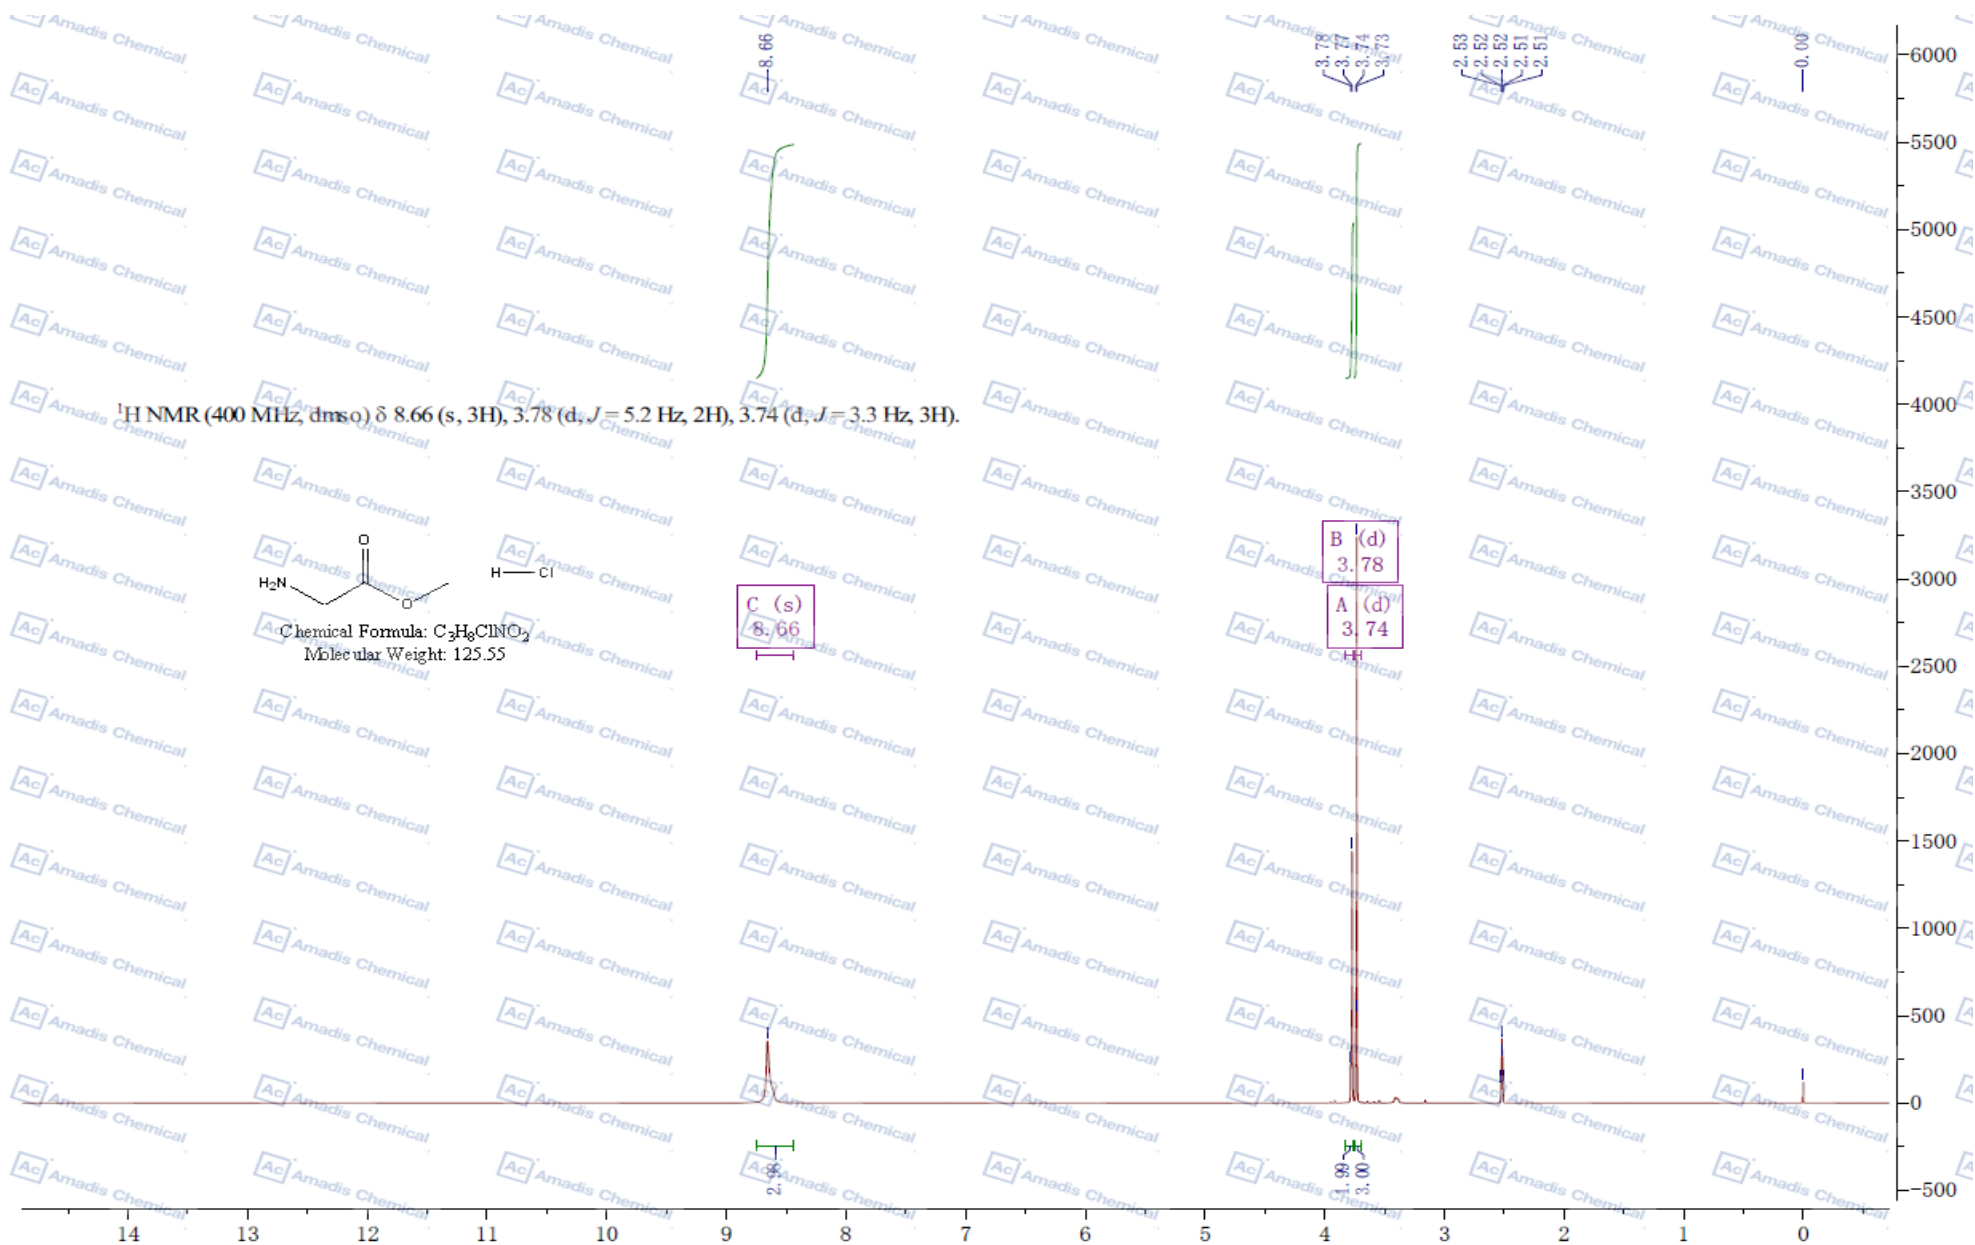 8.66
3.78
3.77
3.74
3.73
2.53
2.52
2.52
2.51
2.51
0.00
6000
5500
5000
4500
4000
3500
3000
2500
2000
1500
1000
500
0
-500
¹H NMR (400 MHz, dmso) δ 8.66 (s, 3H), 3.78 (d, J = 5.2 Hz, 2H), 3.74 (d, J = 3.3 Hz, 3H).
O
H₂N
O
H Cl
Chemical Formula: C₃H₈ClNO₂
Molecular Weight: 125.55
C (s)
8.66
B (d)
3.78
A (d)
3.74
2.98
1.99
3.00
14 13 12 11 10 9 8 7 6 5 4 3 2 1 0
Ac Amadis Chemical